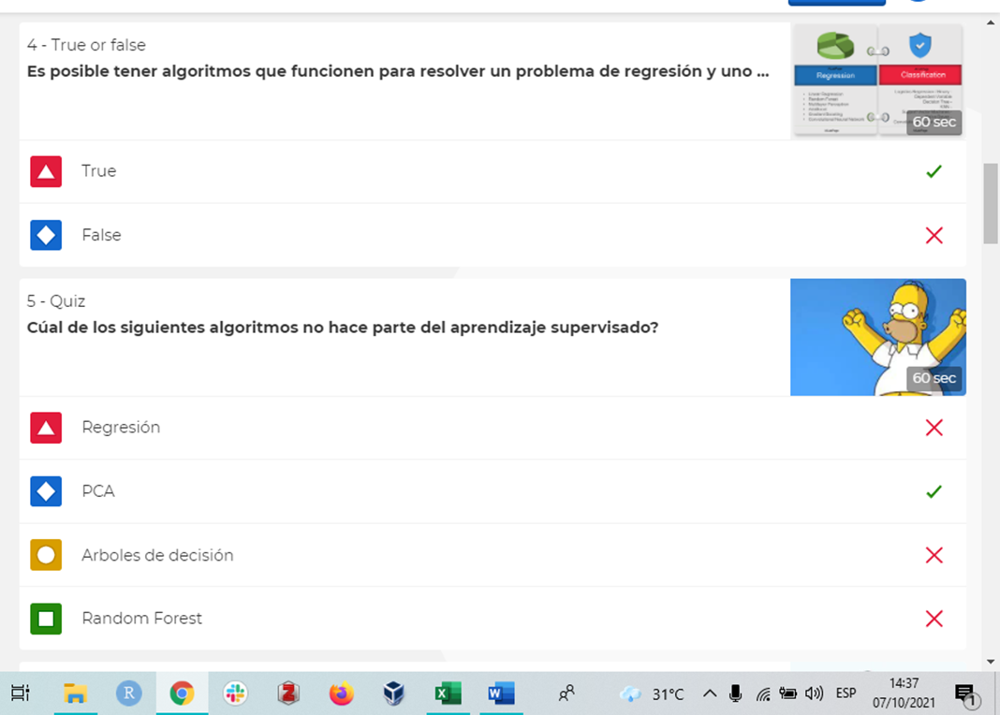 4 - True or false
Es posible tener algoritmos que funcionen para resolver un problema de regresión y uno ...
Regression
Classification
60 sec
True
False
5 - Quiz
Cúal de los siguientes algoritmos no hace parte del aprendizaje supervisado?
60 sec
Regresión
PCA
Arboles de decisión
Random Forest
R
Z
31°C
ESP
14:37
07/10/2021
1